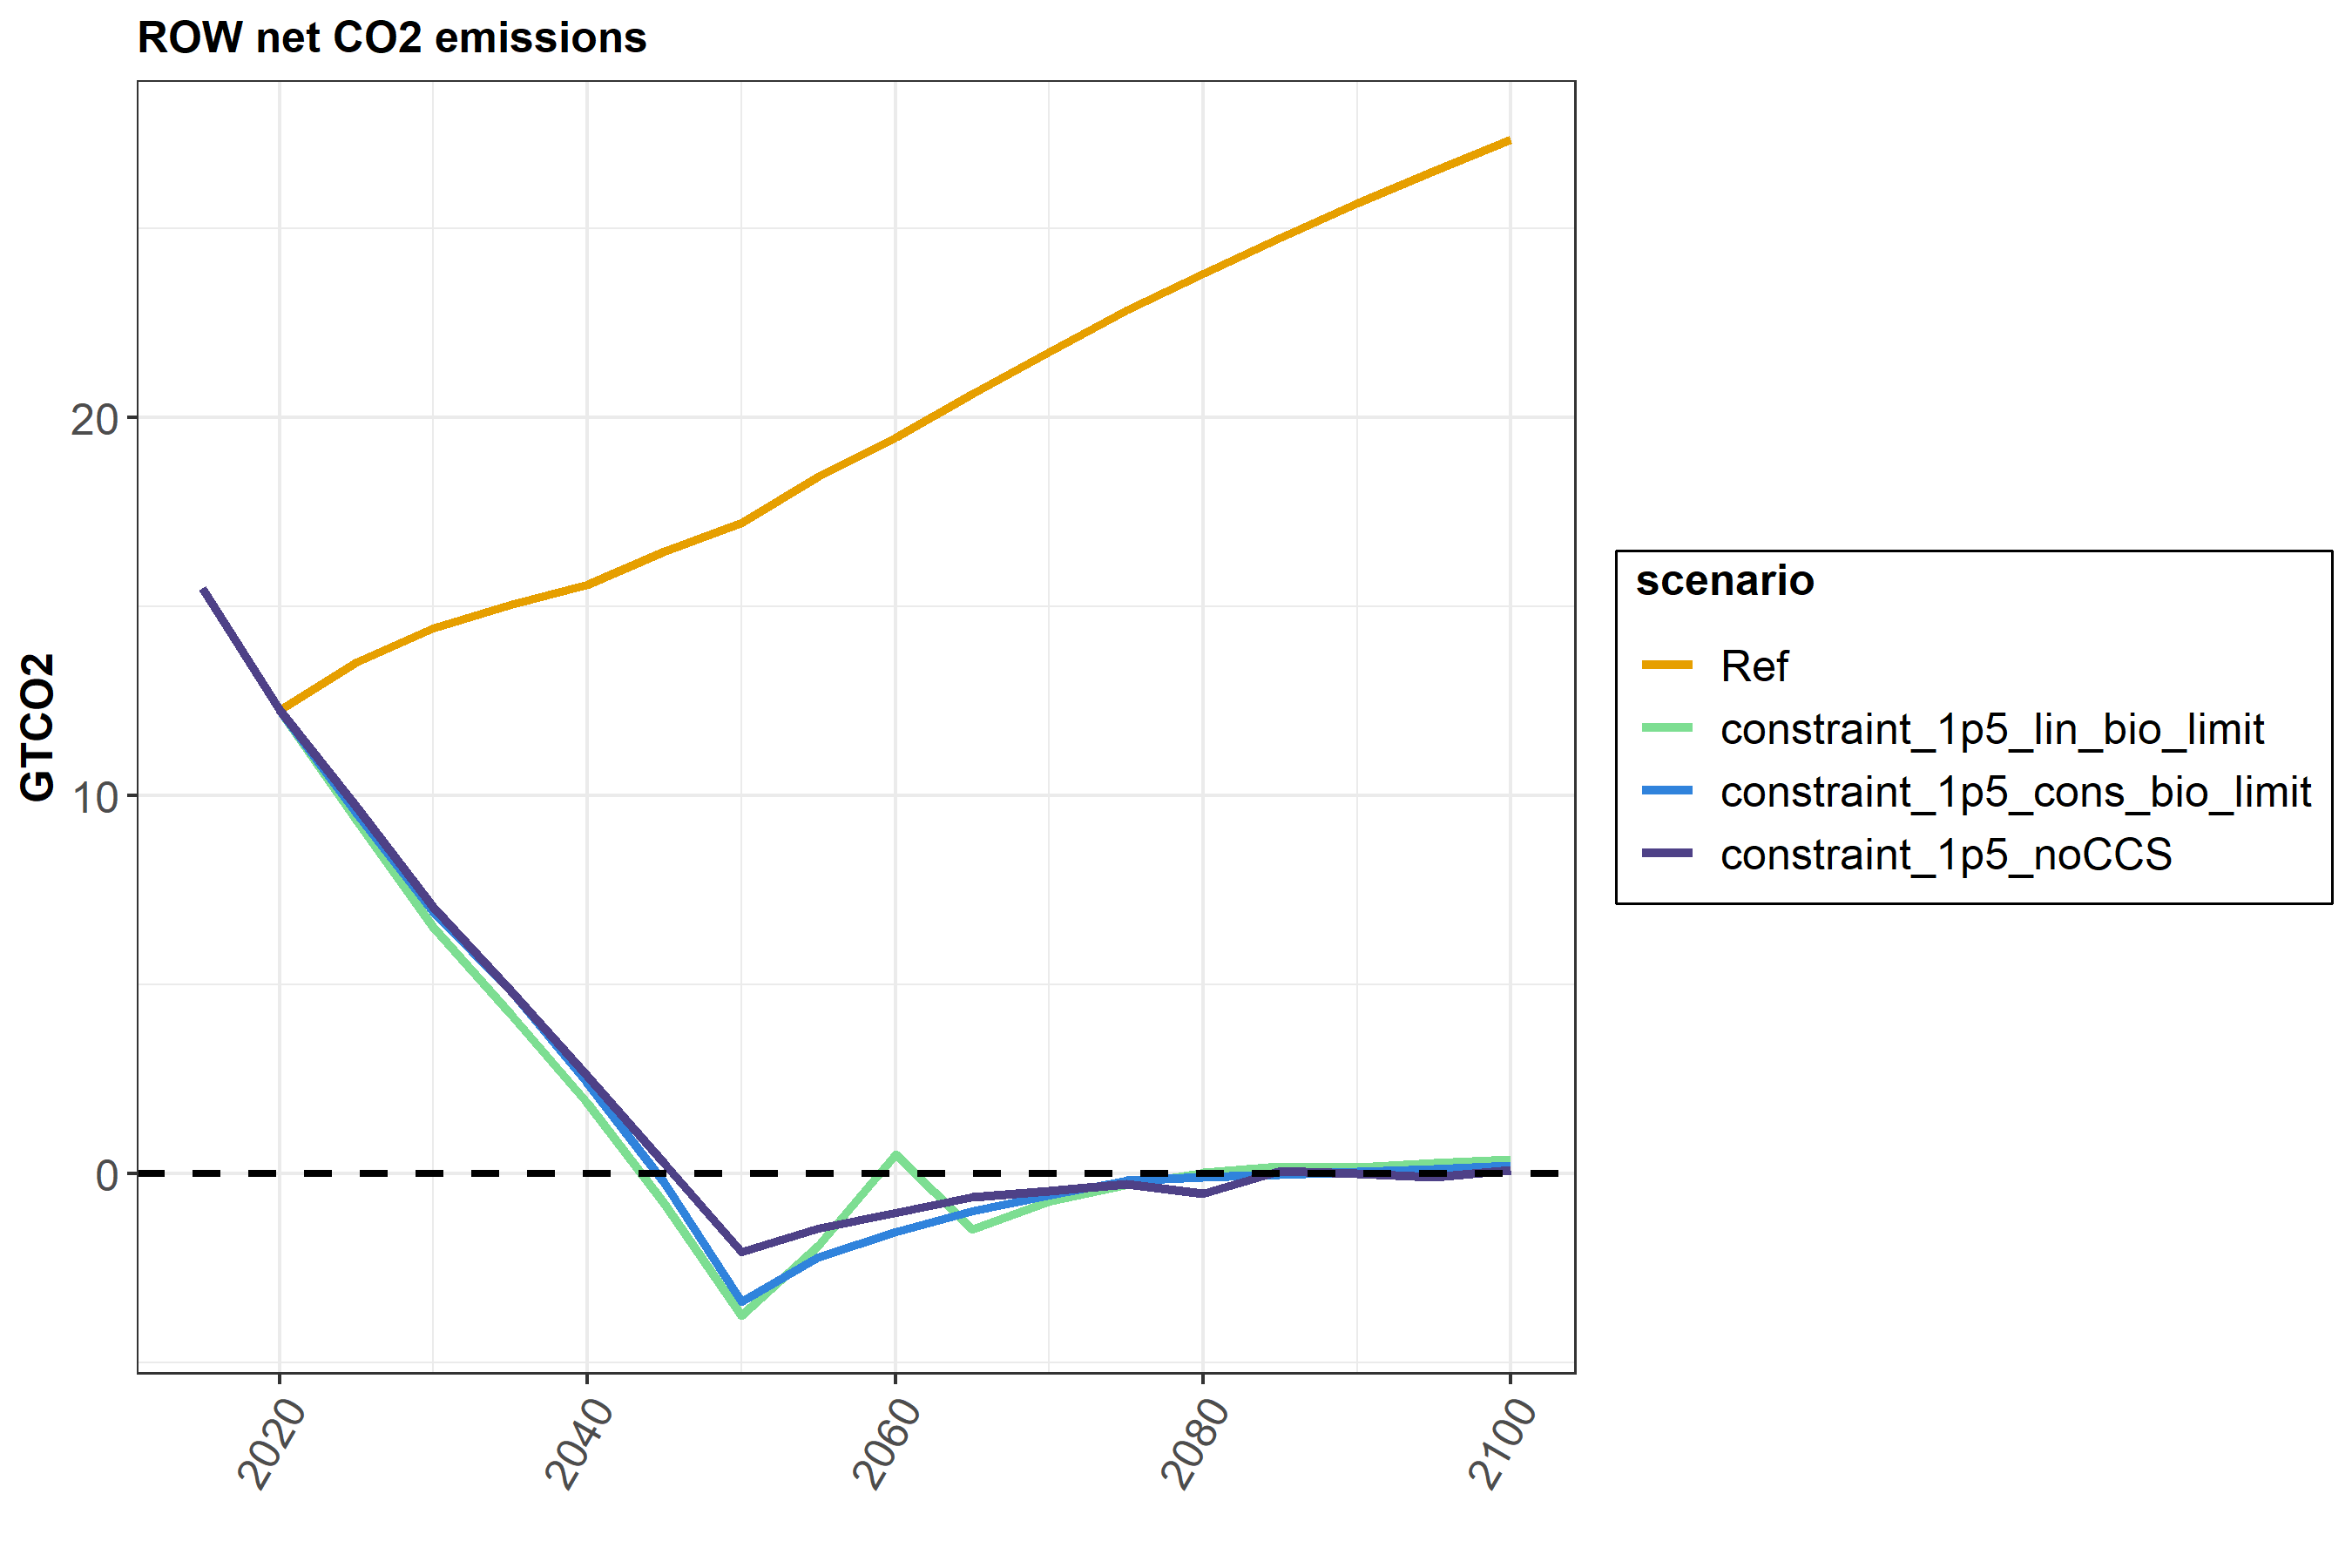 ROW net CO2 emissions
GTCO2
20
10
0
2020
2040
2060
2080
2100
scenario
Ref
constraint_1p5_lin_bio_limit
constraint_1p5_cons_bio_limit
constraint_1p5_noCCS